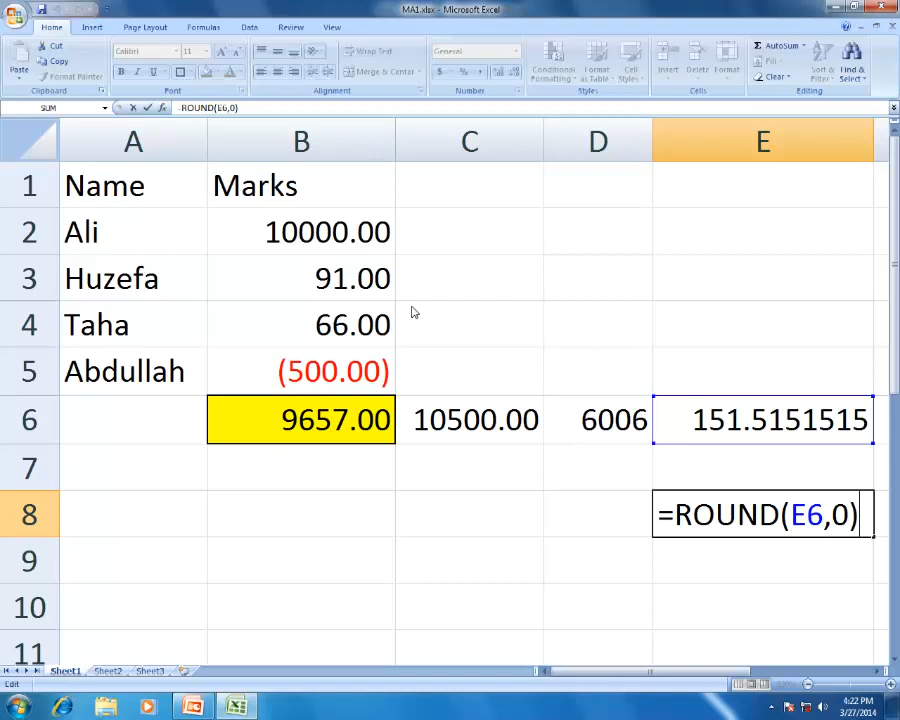 MA1.xlsx - Microsoft Excel
Home Insert Page Layout Formulas Data Review View
Paste Cut Copy Format Painter Clipboard
Calibri 11 A A B I U A Font
Wrap Text Merge & Center Alignment
General $ % , Number
Conditional Formatting Format as Table Cell Styles Styles
Insert Delete Format Cells
Σ AutoSum Fill Clear Sort & Filter Find & Select Editing
SUM fx =ROUND(E6,0)
A B C D E
1 Name Marks
2 Ali 10000.00
3 Huzefa 91.00
4 Taha 66.00
5 Abdullah (500.00)
6 9657.00 10500.00 6006 151.5151515
7
8 =ROUND(E6,0)
9
10
11
Sheet1 Sheet2 Sheet3
Edit
4:22 PM
3/27/2014